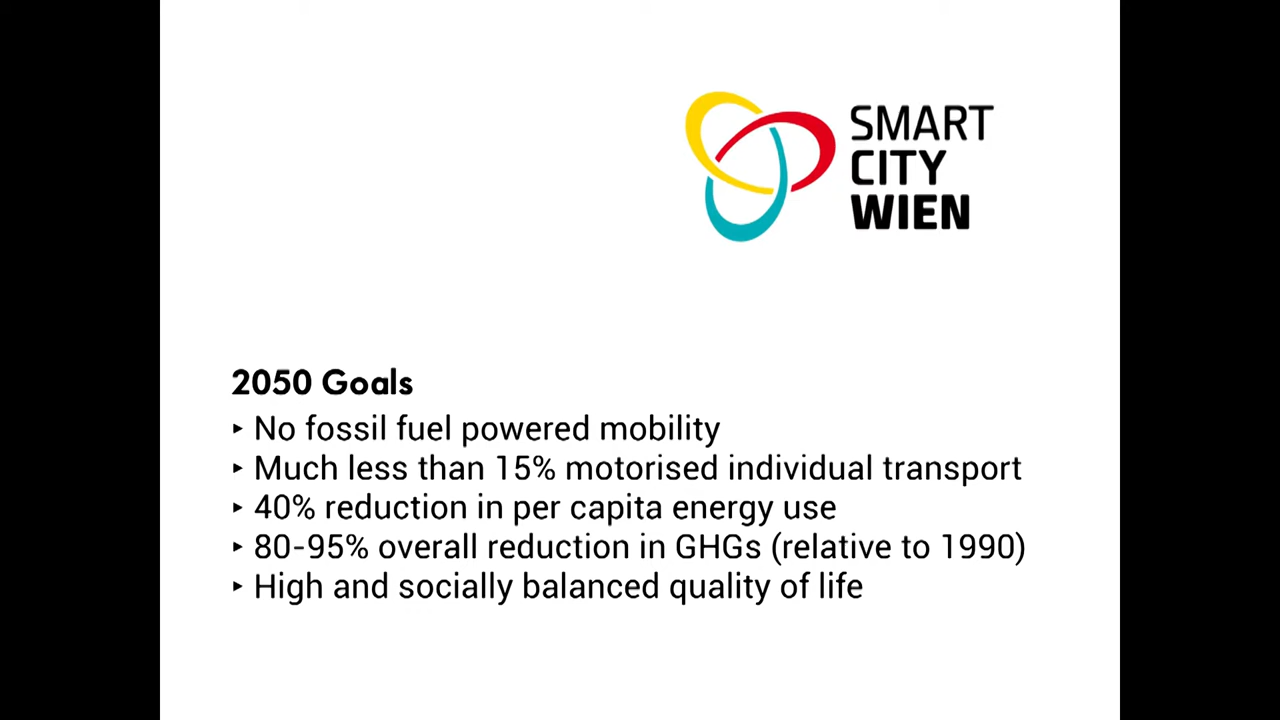 SMART
CITY
WIEN
2050 Goals
‣ No fossil fuel powered mobility
‣ Much less than 15% motorised individual transport
‣ 40% reduction in per capita energy use
‣ 80-95% overall reduction in GHGs (relative to 1990)
‣ High and socially balanced quality of life